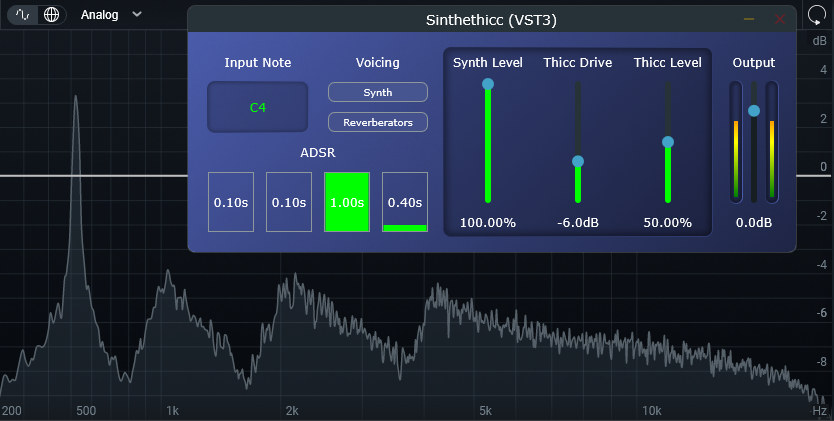 Analog
Sinthethicc (VST3)
dB
Input Note
Voicing
Synth Level
Thicc Drive
Thicc Level
Output
C4
Synth
Reverberators
ADSR
0.10s
0.10s
1.00s
0.40s
100.00%
-6.0dB
50.00%
0.0dB
4
2
0
-2
-4
-6
-8
200
500
1k
2k
5k
10k
Hz